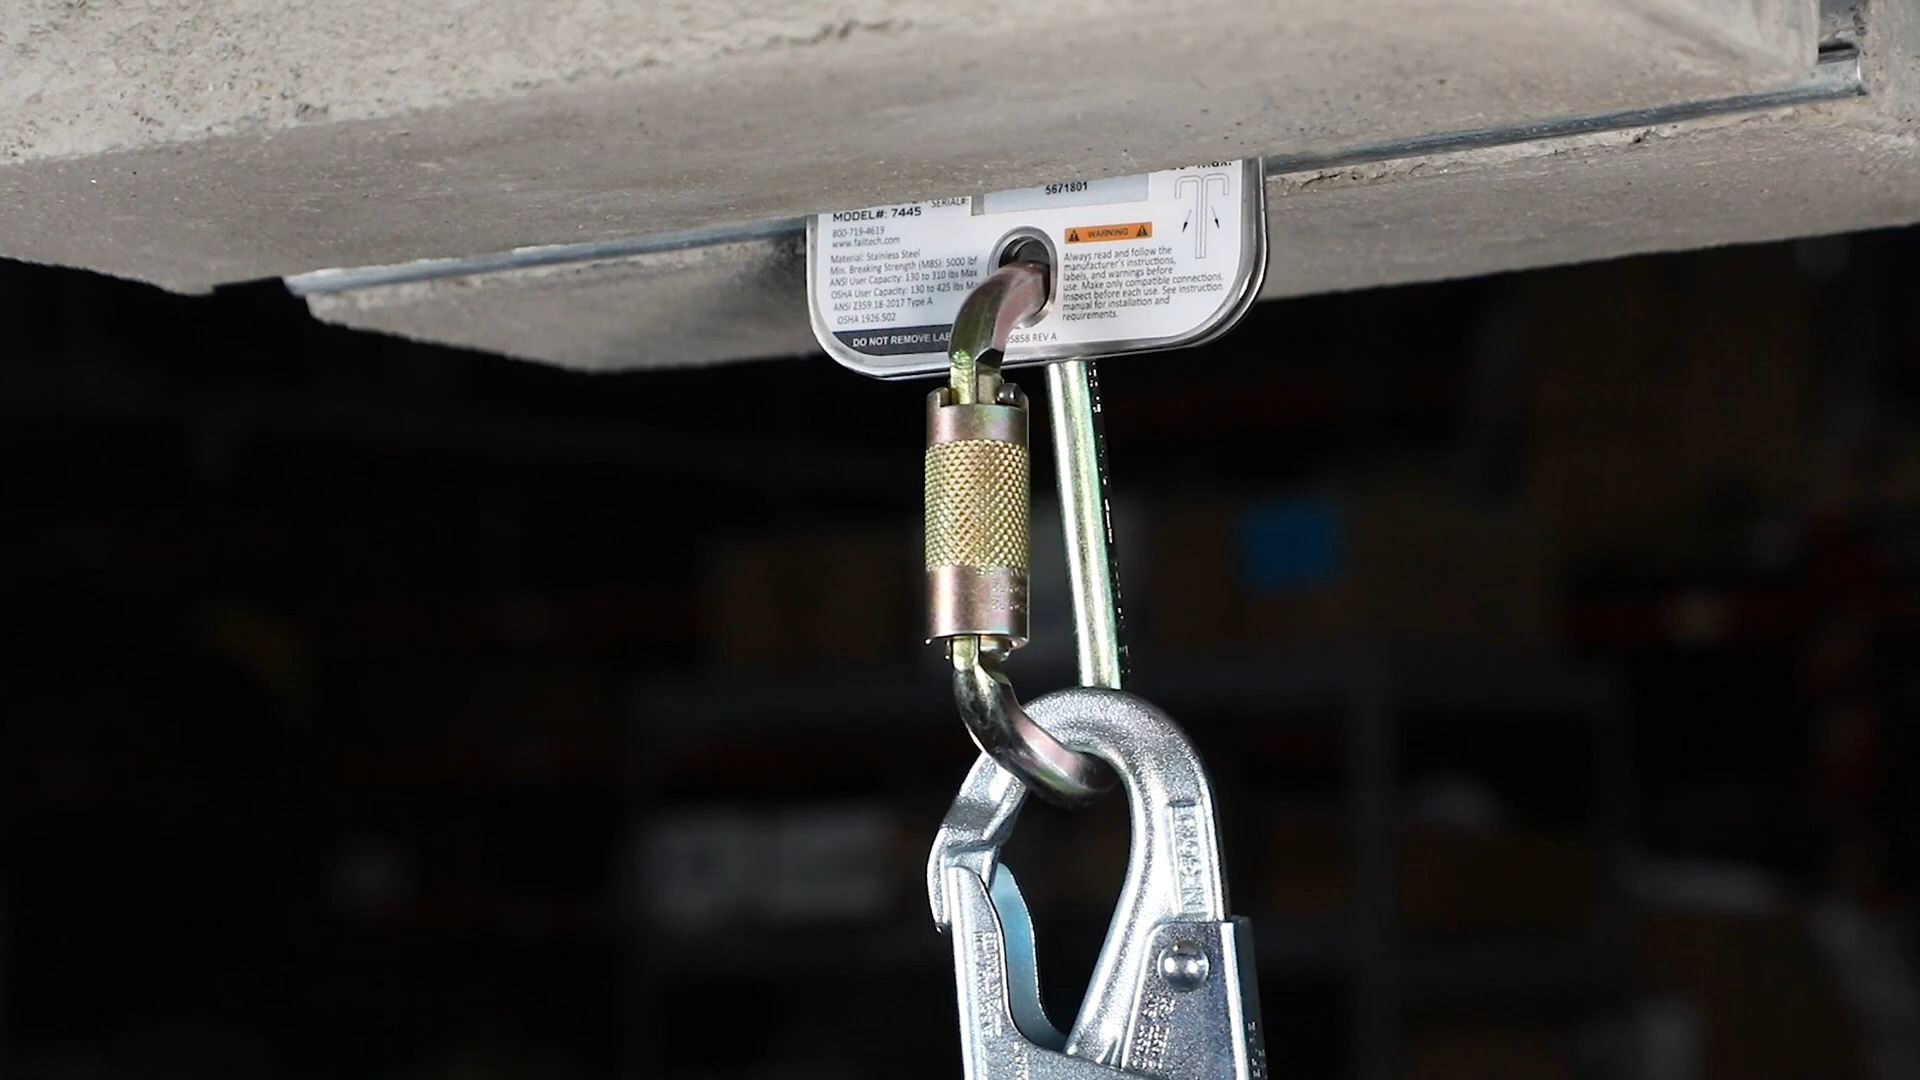 5671801
SERIAL#:
MODEL#: 7445
800-719-4619
www.falltech.com
Material: Stainless Steel
Min. Breaking Strength (MBS): 5000 lbf
ANSI User Capacity: 130 to 310 lbs Max
OSHA User Capacity: 130 to 425 lbs
ANSI Z359.18-2017 Type A
OSHA 1926.502
DO NOT REMOVE
REV A
WARNING
Always read and follow the
manufacturer's instructions,
labels, and warnings before
use. Make only compatible connections.
Inspect before each use. See instruction
manual for installation and
requirements.